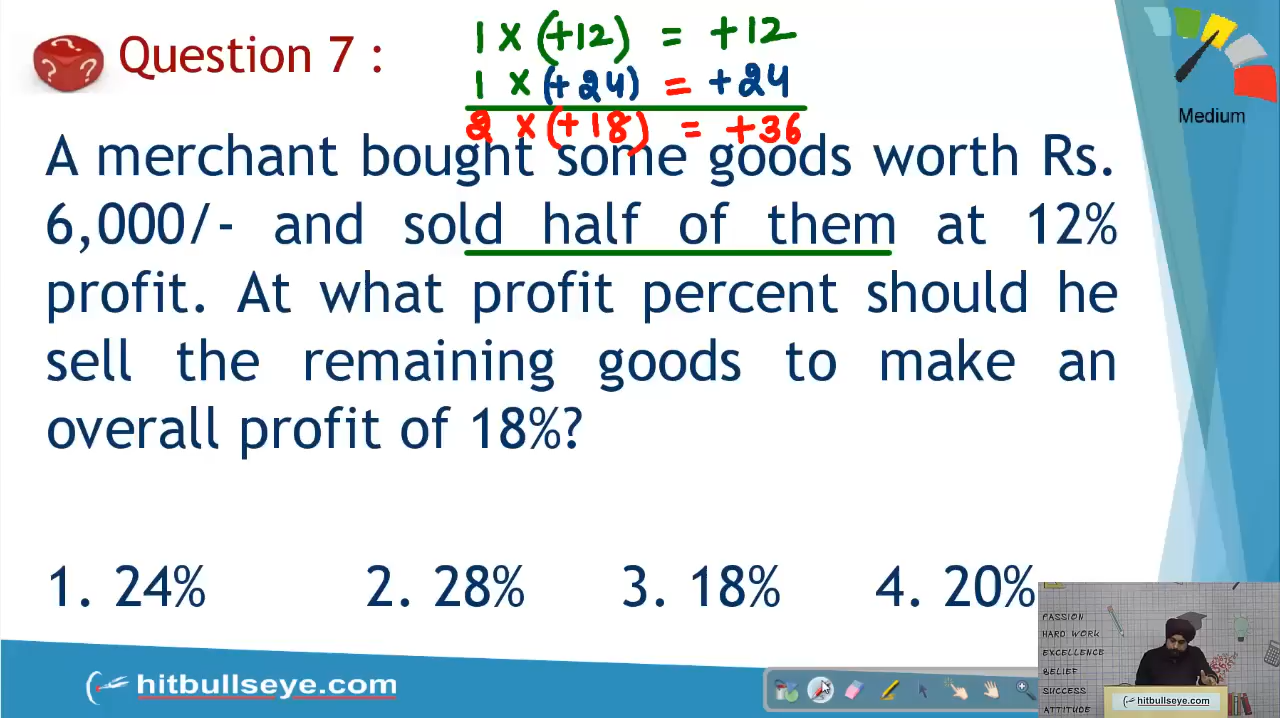 1 × (+12) = +12
Question 7 :
1 × (+24) = +24
Medium
2 × (+18) = +36
A merchant bought some goods worth Rs.
6,000/- and sold half of them at 12%
profit. At what profit percent should he
sell the remaining goods to make an
overall profit of 18%?
1. 24% 2. 28% 3. 18% 4. 20%
PASSION
HARD WORK
EXCELLENCE
BELIEF
SUCCESS
ATTITUDE
hitbullseye.com
hitbullseye.com